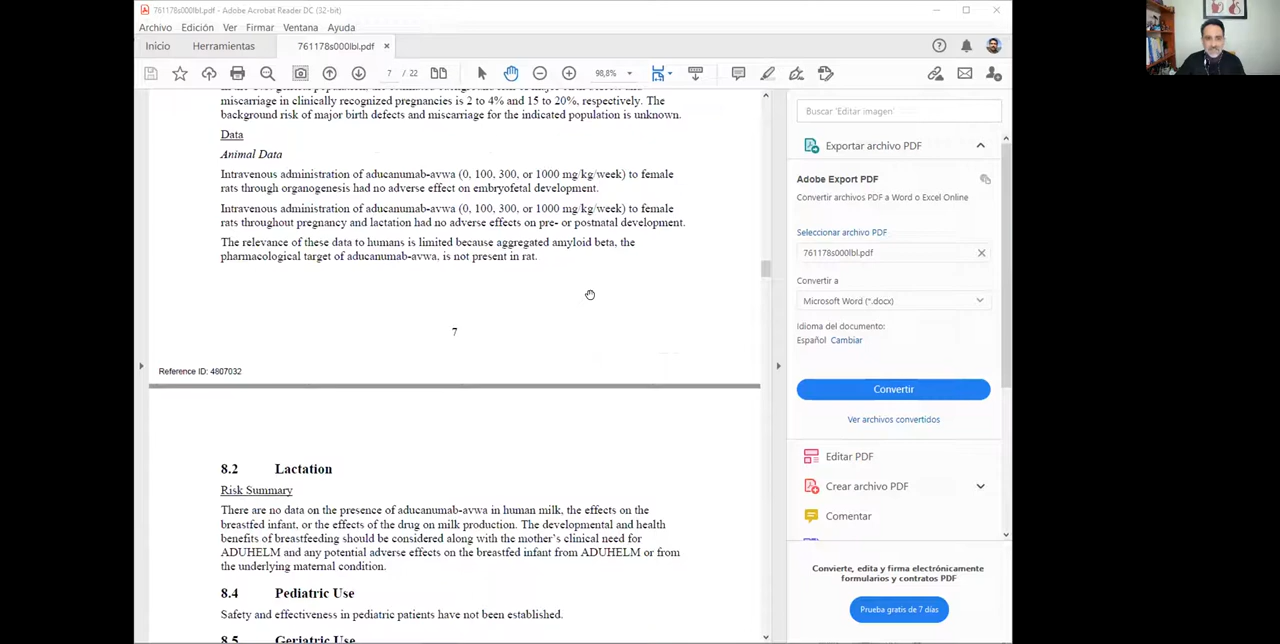 761178s000lbl.pdf - Adobe Acrobat Reader DC (32-bit)
Archivo Edición Ver Firmar Ventana Ayuda
Inicio Herramientas 761178s000lbl.pdf ×
7 / 22 98,8%
miscarriage in clinically recognized pregnancies is 2 to 4% and 15 to 20%, respectively. The
background risk of major birth defects and miscarriage for the indicated population is unknown.
Data
Animal Data
Intravenous administration of aducanumab-avwa (0, 100, 300, or 1000 mg/kg/week) to female
rats through organogenesis had no adverse effect on embryofetal development.
Intravenous administration of aducanumab-avwa (0, 100, 300, or 1000 mg/kg/week) to female
rats throughout pregnancy and lactation had no adverse effects on pre- or postnatal development.
The relevance of these data to humans is limited because aggregated amyloid beta, the
pharmacological target of aducanumab-avwa, is not present in rat.
7
Reference ID: 4807032
8.2 Lactation
Risk Summary
There are no data on the presence of aducanumab-avwa in human milk, the effects on the
breastfed infant, or the effects of the drug on milk production. The developmental and health
benefits of breastfeeding should be considered along with the mother's clinical need for
ADUHELM and any potential adverse effects on the breastfed infant from ADUHELM or from
the underlying maternal condition.
8.4 Pediatric Use
Safety and effectiveness in pediatric patients have not been established.
8.5 Geriatric Use
Buscar 'Editar imagen'
Exportar archivo PDF
Adobe Export PDF
Convertir archivos PDF a Word o Excel Online
Seleccionar archivo PDF
761178s000lbl.pdf
Convertir a
Microsoft Word (*.docx)
Idioma del documento:
Español Cambiar
Convertir
Ver archivos convertidos
Editar PDF
Crear archivo PDF
Comentar
Convierte, edita y firma electrónicamente
formularios y contratos PDF
Prueba gratis de 7 días